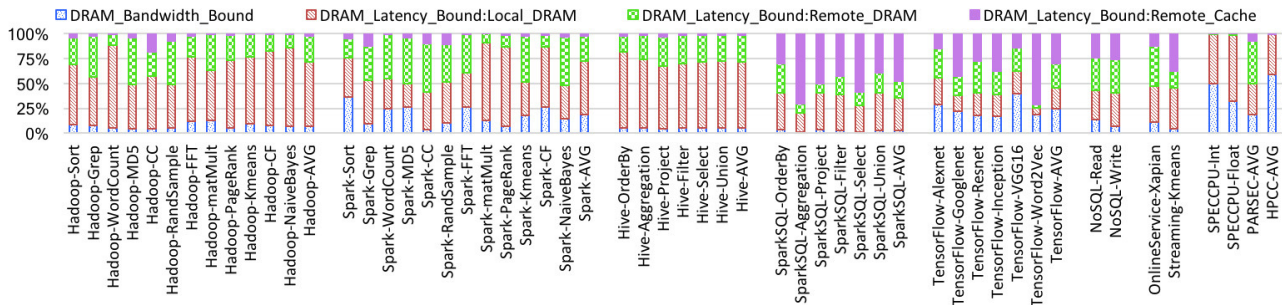 DRAM_Bandwidth_Bound DRAM_Latency_Bound:Local_DRAM DRAM_Latency_Bound:Remote_DRAM DRAM_Latency_Bound:Remote_Cache
100%
75%
50%
25%
0%
Hadoop-Sort
Hadoop-Grep
Hadoop-WordCount
Hadoop-MD5
Hadoop-CC
Hadoop-RandSample
Hadoop-FFT
Hadoop-matMult
Hadoop-PageRank
Hadoop-Kmeans
Hadoop-CF
Hadoop-NaiveBayes
Hadoop-AVG
Spark-Sort
Spark-Grep
Spark-WordCount
Spark-MD5
Spark-CC
Spark-RandSample
Spark-FFT
Spark-matMult
Spark-PageRank
Spark-Kmeans
Spark-CF
Spark-NaiveBayes
Spark-AVG
Hive-OrderBy
Hive-Aggregation
Hive-Project
Hive-Filter
Hive-Select
Hive-Union
Hive-AVG
SparkSQL-OrderBy
SparkSQL-Aggregation
SparkSQL-Project
SparkSQL-Filter
SparkSQL-Select
SparkSQL-Union
SparkSQL-AVG
TensorFlow-Alexnet
TensorFlow-Googlenet
TensorFlow-Resnet
TensorFlow-Inception
TensorFlow-VGG16
TensorFlow-Word2Vec
TensorFlow-AVG
NoSQL-Read
NoSQL-Write
OnlineService-Xapian
Streaming-Kmeans
SPECCPU-Int
SPECCPU-Float
PARSEC-AVG
HPCC-AVG